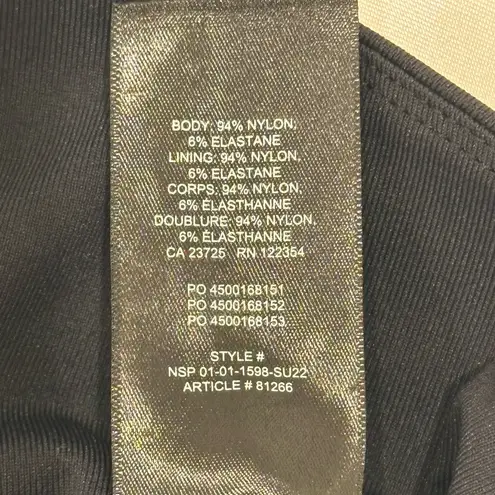 BODY: 94% NYLON,
6% ELASTANE
LINING: 94% NYLON,
6% ELASTANE
CORPS: 94% NYLON,
6% ÉLASTHANNE
DOUBLURE: 94% NYLON,
6% ÉLASTHANNE
CA 23725 RN 122354
PO 4500168151
PO 4500168152
PO 4500168153
STYLE #
NSP 01-01-1598-SU22
ARTICLE # 81266